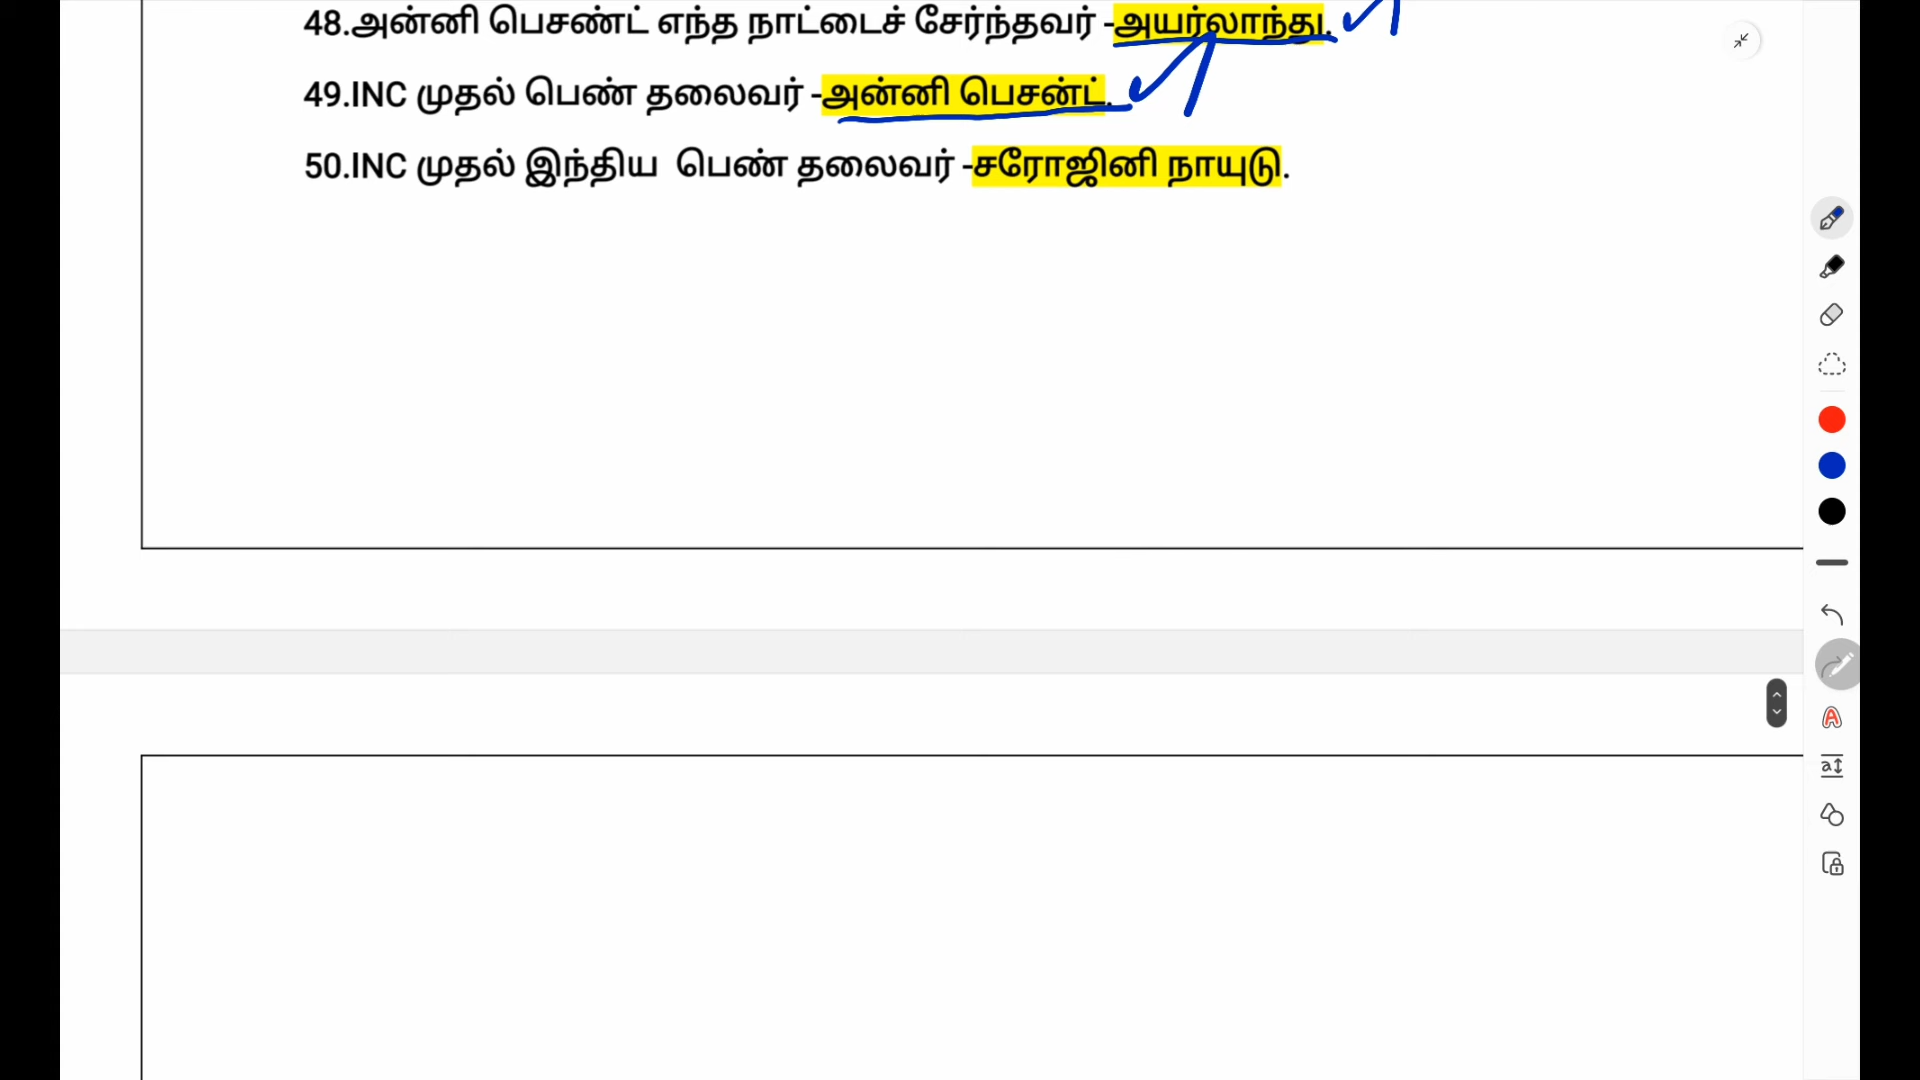 48.அன்னி பெசண்ட் எந்த நாட்டைச் சேர்ந்தவர் -அயர்லாந்து.
49.INC முதல் பெண் தலைவர் -அன்னி பெசன்ட்.
50.INC முதல் இந்திய  பெண் தலைவர் -சரோஜினி நாயுடு.